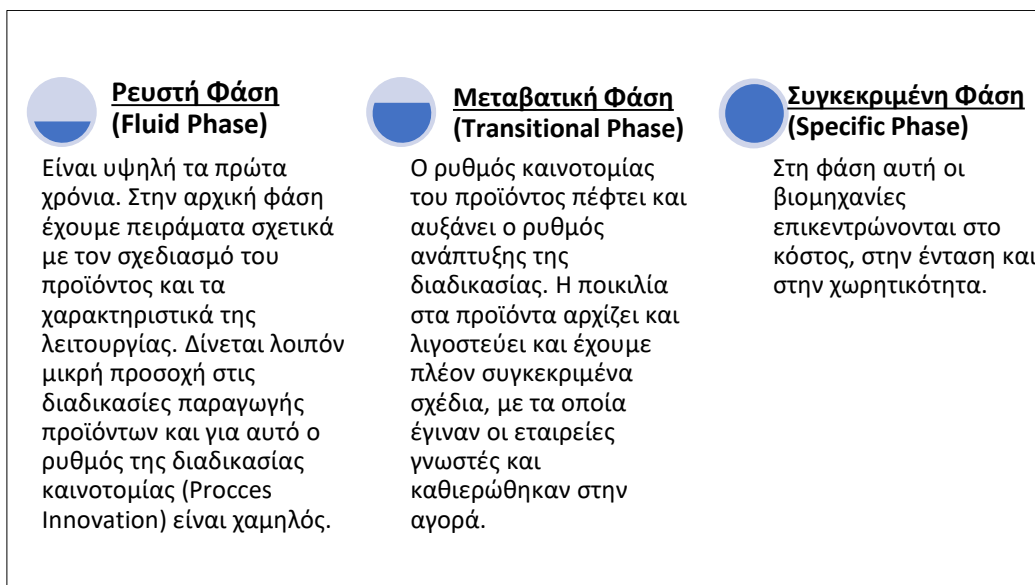 Ρευστή Φάση
(Fluid Phase)
Είναι υψηλή τα πρώτα
χρόνια. Στην αρχική φάση
έχουμε πειράματα σχετικά
με τον σχεδιασμό του
προϊόντος και τα
χαρακτηριστικά της
λειτουργίας. Δίνεται λοιπόν
μικρή προσοχή στις
διαδικασίες παραγωγής
προϊόντων και για αυτό ο
ρυθμός της διαδικασίας
καινοτομίας (Procces
Innovation) είναι χαμηλός.
Μεταβατική Φάση
(Transitional Phase)
Ο ρυθμός καινοτομίας
του προϊόντος πέφτει και
αυξάνει ο ρυθμός
ανάπτυξης της
διαδικασίας. Η ποικιλία
στα προϊόντα αρχίζει και
λιγοστεύει και έχουμε
πλέον συγκεκριμένα
σχέδια, με τα οποία
έγιναν οι εταιρείες
γνωστές και
καθιερώθηκαν στην
αγορά.
Συγκεκριμένη Φάση
(Specific Phase)
Στη φάση αυτή οι
βιομηχανίες
επικεντρώνονται στο
κόστος, στην ένταση και
στην χωρητικότητα.